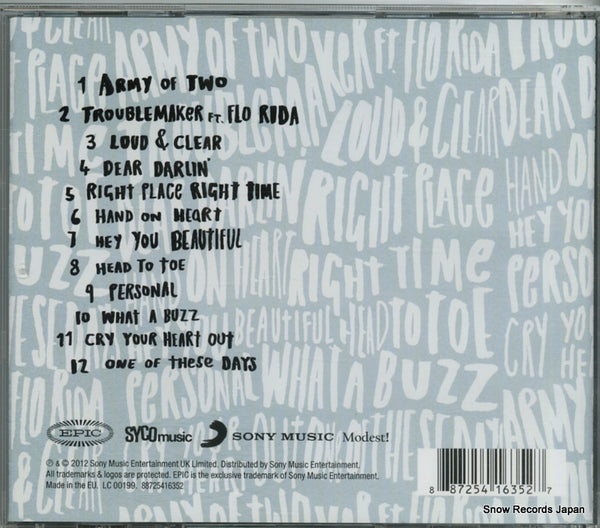 1 ARMY OF TWO
2 TROUBLEMAKER FT. FLO RIDA
3 LOUD & CLEAR
4 DEAR DARLIN'
5 RIGHT PLACE RIGHT TIME
6 HAND ON HEART
7 HEY YOU BEAUTIFUL
8 HEAD TO TOE
9 PERSONAL
10 WHAT A BUZZ
11 CRY YOUR HEART OUT
12 ONE OF THESE DAYS
EPIC SYCOmusic SONY MUSIC Modest!
℗ & © 2012 Sony Music Entertainment UK Limited. Distributed by Sony Music Entertainment.
All trademarks & logos are protected. EPIC is the exclusive trademark of Sony Music Entertainment.
Made in the EU. LC 00199. 88725416352
8 87254 16352 7
Snow Records Japan